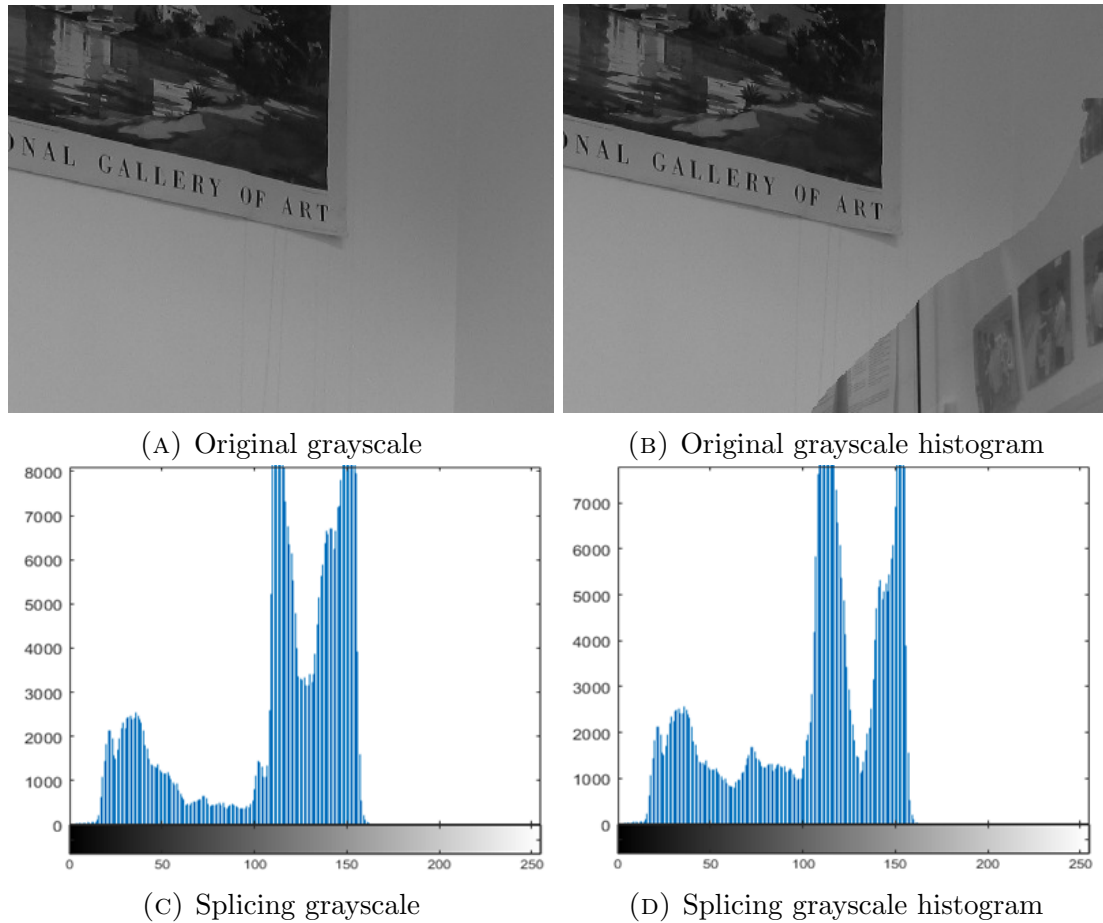 ONAL GALLERY OF ART
ONAL GALLERY OF ART
(A) Original grayscale
(B) Original grayscale histogram
8000
7000
6000
5000
4000
3000
2000
1000
0
0 50 100 150 200 250
7000
6000
5000
4000
3000
2000
1000
0
0 50 100 150 200 250
(C) Splicing grayscale
(D) Splicing grayscale histogram